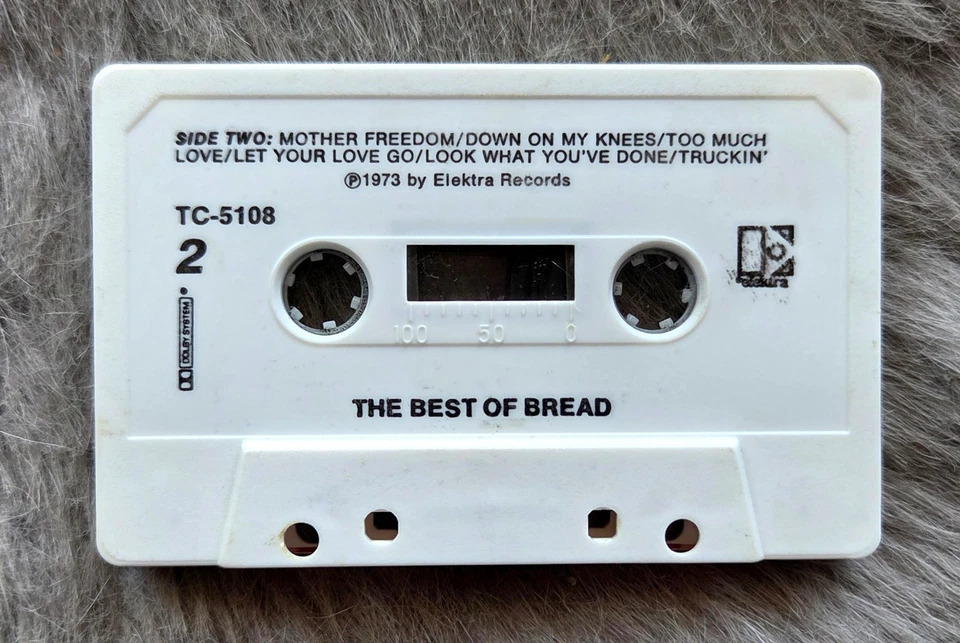 SIDE TWO: MOTHER FREEDOM/DOWN ON MY KNEES/TOO MUCH
LOVE/LET YOUR LOVE GO/LOOK WHAT YOU'VE DONE/TRUCKIN'
Ⓟ1973 by Elektra Records
TC-5108
2
elektra
DOLBY SYSTEM
100 50 0
THE BEST OF BREAD